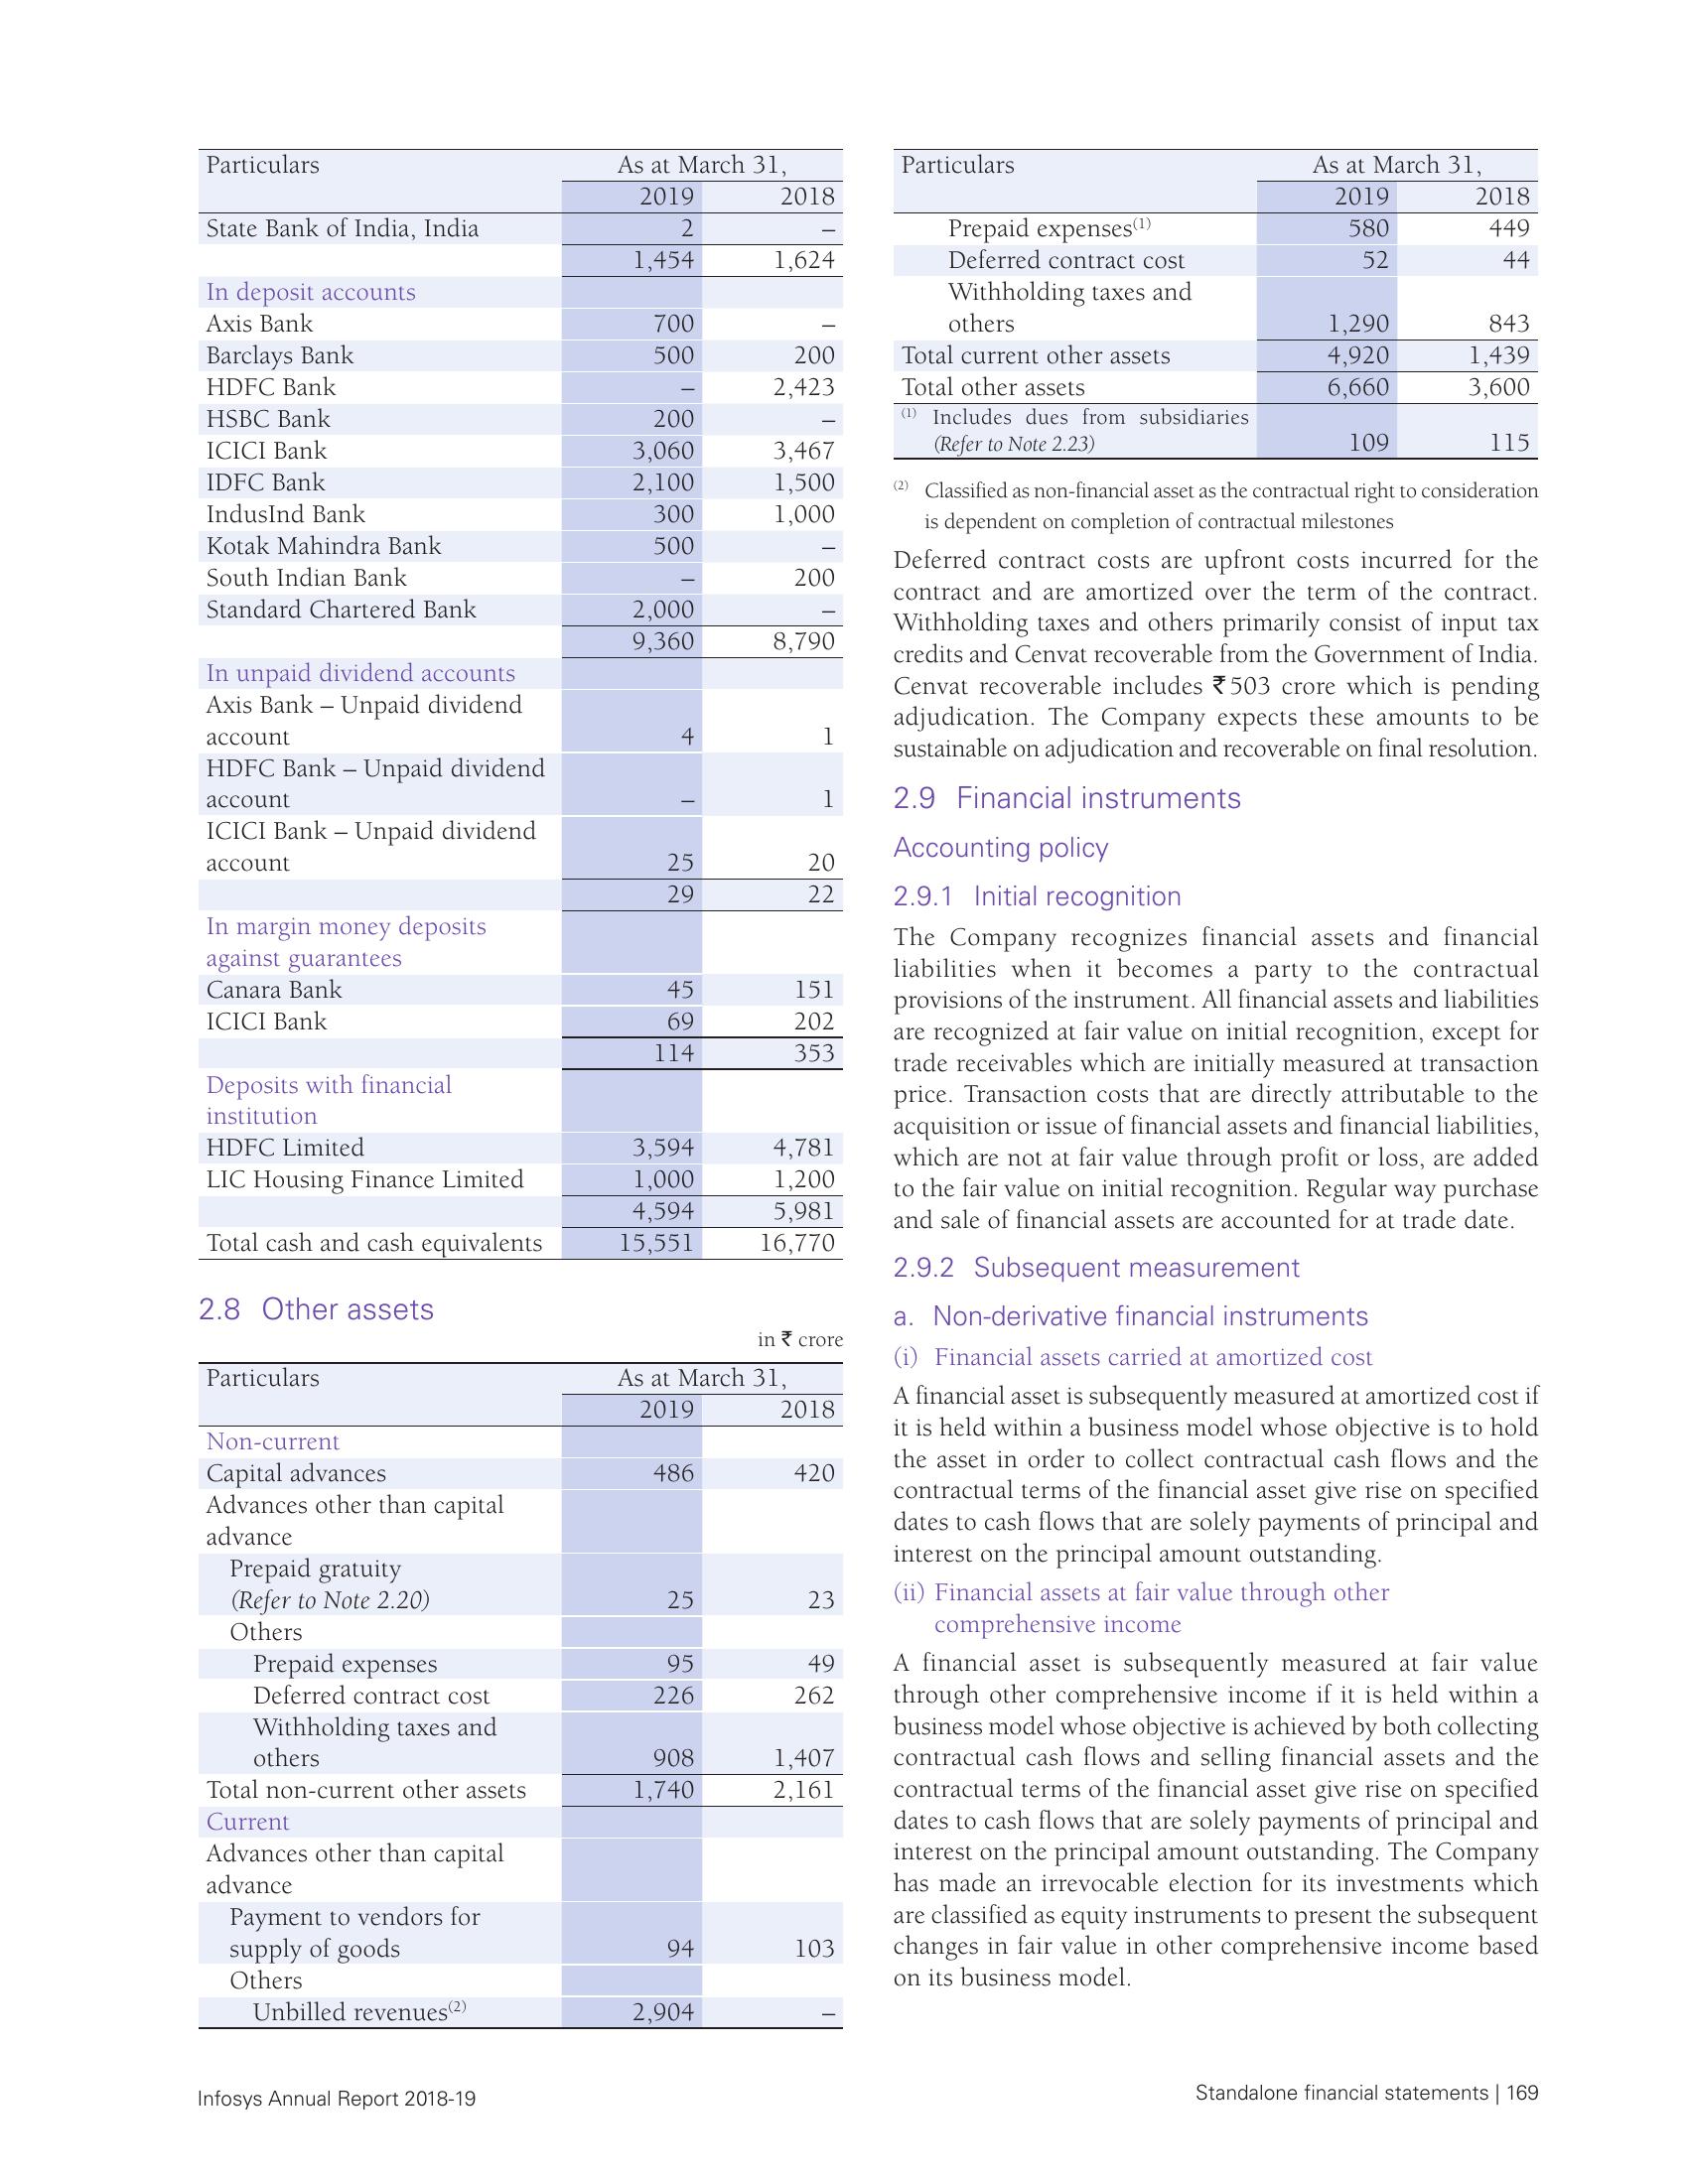 Particulars As at March 31,
2019 2018
State Bank of India, India 2 –
1,454 1,624
In deposit accounts
Axis Bank 700 –
Barclays Bank 500 200
HDFC Bank – 2,423
HSBC Bank 200 –
ICICI Bank 3,060 3,467
IDFC Bank 2,100 1,500
IndusInd Bank 300 1,000
Kotak Mahindra Bank 500 –
South Indian Bank – 200
Standard Chartered Bank 2,000 –
9,360 8,790
In unpaid dividend accounts
Axis Bank – Unpaid dividend
account 4 1
HDFC Bank – Unpaid dividend
account – 1
ICICI Bank – Unpaid dividend
account 25 20
29 22
In margin money deposits
against guarantees
Canara Bank 45 151
ICICI Bank 69 202
114 353
Deposits with financial
institution
HDFC Limited 3,594 4,781
LIC Housing Finance Limited 1,000 1,200
4,594 5,981
Total cash and cash equivalents 15,551 16,770
2.8 Other assets
in ₹ crore
Particulars As at March 31,
2019 2018
Non-current
Capital advances 486 420
Advances other than capital
advance
Prepaid gratuity
(Refer to Note 2.20) 25 23
Others
Prepaid expenses 95 49
Deferred contract cost 226 262
Withholding taxes and
others 908 1,407
Total non-current other assets 1,740 2,161
Current
Advances other than capital
advance
Payment to vendors for
supply of goods 94 103
Others
Unbilled revenues(2) 2,904 –
Particulars As at March 31,
2019 2018
Prepaid expenses(1) 580 449
Deferred contract cost 52 44
Withholding taxes and
others 1,290 843
Total current other assets 4,920 1,439
Total other assets 6,660 3,600
(1) Includes dues from subsidiaries
(Refer to Note 2.23) 109 115
(2) Classified as non-financial asset as the contractual right to consideration
is dependent on completion of contractual milestones
Deferred contract costs are upfront costs incurred for the
contract and are amortized over the term of the contract.
Withholding taxes and others primarily consist of input tax
credits and Cenvat recoverable from the Government of India.
Cenvat recoverable includes ₹503 crore which is pending
adjudication. The Company expects these amounts to be
sustainable on adjudication and recoverable on final resolution.
2.9 Financial instruments
Accounting policy
2.9.1 Initial recognition
The Company recognizes financial assets and financial
liabilities when it becomes a party to the contractual
provisions of the instrument. All financial assets and liabilities
are recognized at fair value on initial recognition, except for
trade receivables which are initially measured at transaction
price. Transaction costs that are directly attributable to the
acquisition or issue of financial assets and financial liabilities,
which are not at fair value through profit or loss, are added
to the fair value on initial recognition. Regular way purchase
and sale of financial assets are accounted for at trade date.
2.9.2 Subsequent measurement
a. Non-derivative financial instruments
(i) Financial assets carried at amortized cost
A financial asset is subsequently measured at amortized cost if
it is held within a business model whose objective is to hold
the asset in order to collect contractual cash flows and the
contractual terms of the financial asset give rise on specified
dates to cash flows that are solely payments of principal and
interest on the principal amount outstanding.
(ii) Financial assets at fair value through other
comprehensive income
A financial asset is subsequently measured at fair value
through other comprehensive income if it is held within a
business model whose objective is achieved by both collecting
contractual cash flows and selling financial assets and the
contractual terms of the financial asset give rise on specified
dates to cash flows that are solely payments of principal and
interest on the principal amount outstanding. The Company
has made an irrevocable election for its investments which
are classified as equity instruments to present the subsequent
changes in fair value in other comprehensive income based
on its business model.
Infosys Annual Report 2018-19
Standalone financial statements | 169